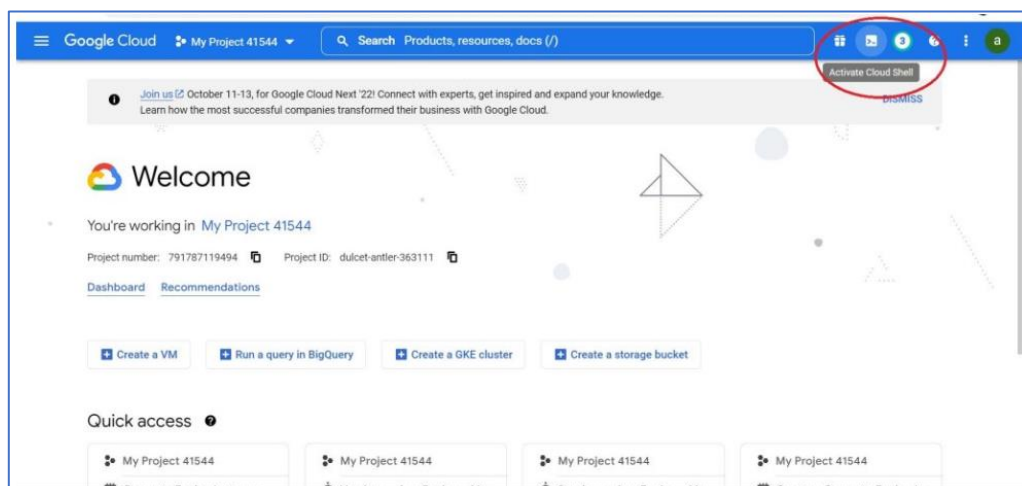 Google Cloud My Project 41544 Search Products, resources, docs (/) 3 ? a
Activate Cloud Shell
Join us October 11-13, for Google Cloud Next '22! Connect with experts, get inspired and expand your knowledge.
Learn how the most successful companies transformed their business with Google Cloud.
DISMISS
Welcome
You're working in My Project 41544
Project number: 791787119494 Project ID: dulcet-antler-363111
Dashboard Recommendations
Create a VM Run a query in BigQuery Create a GKE cluster Create a storage bucket
Quick access ?
My Project 41544 My Project 41544 My Project 41544 My Project 41544